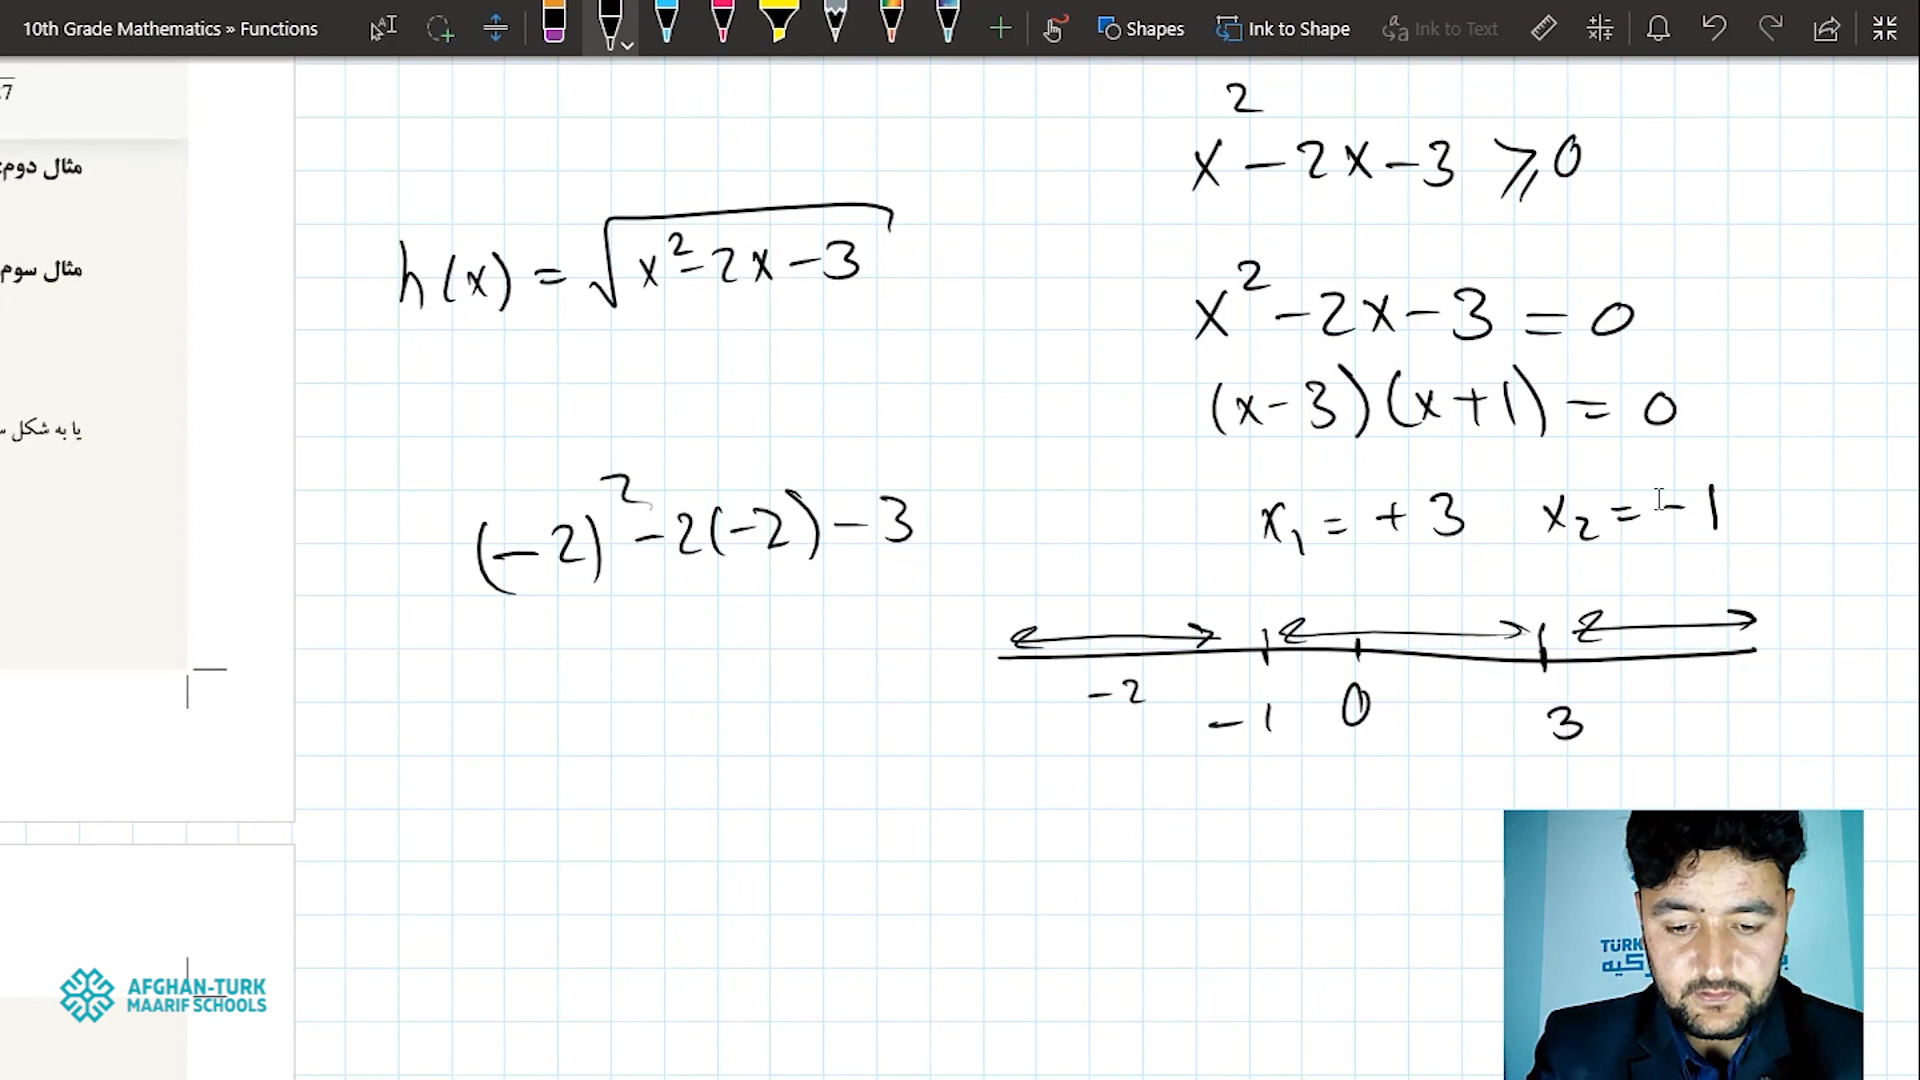 10th Grade Mathematics » Functions
Shapes
Ink to Shape
Ink to Text
مثال دوم:
مثال سوم
یا به شکل
h(x) = √x²-2x-3
(-2)²-2(-2)-3
x²-2x-3 ⩾ 0
x²-2x-3 = 0
(x-3)(x+1) = 0
x₁ = +3 x₂ = -1
-2 -1 0 3
AFGHAN-TURK
MAARIF SCHOOLS
TÜRK